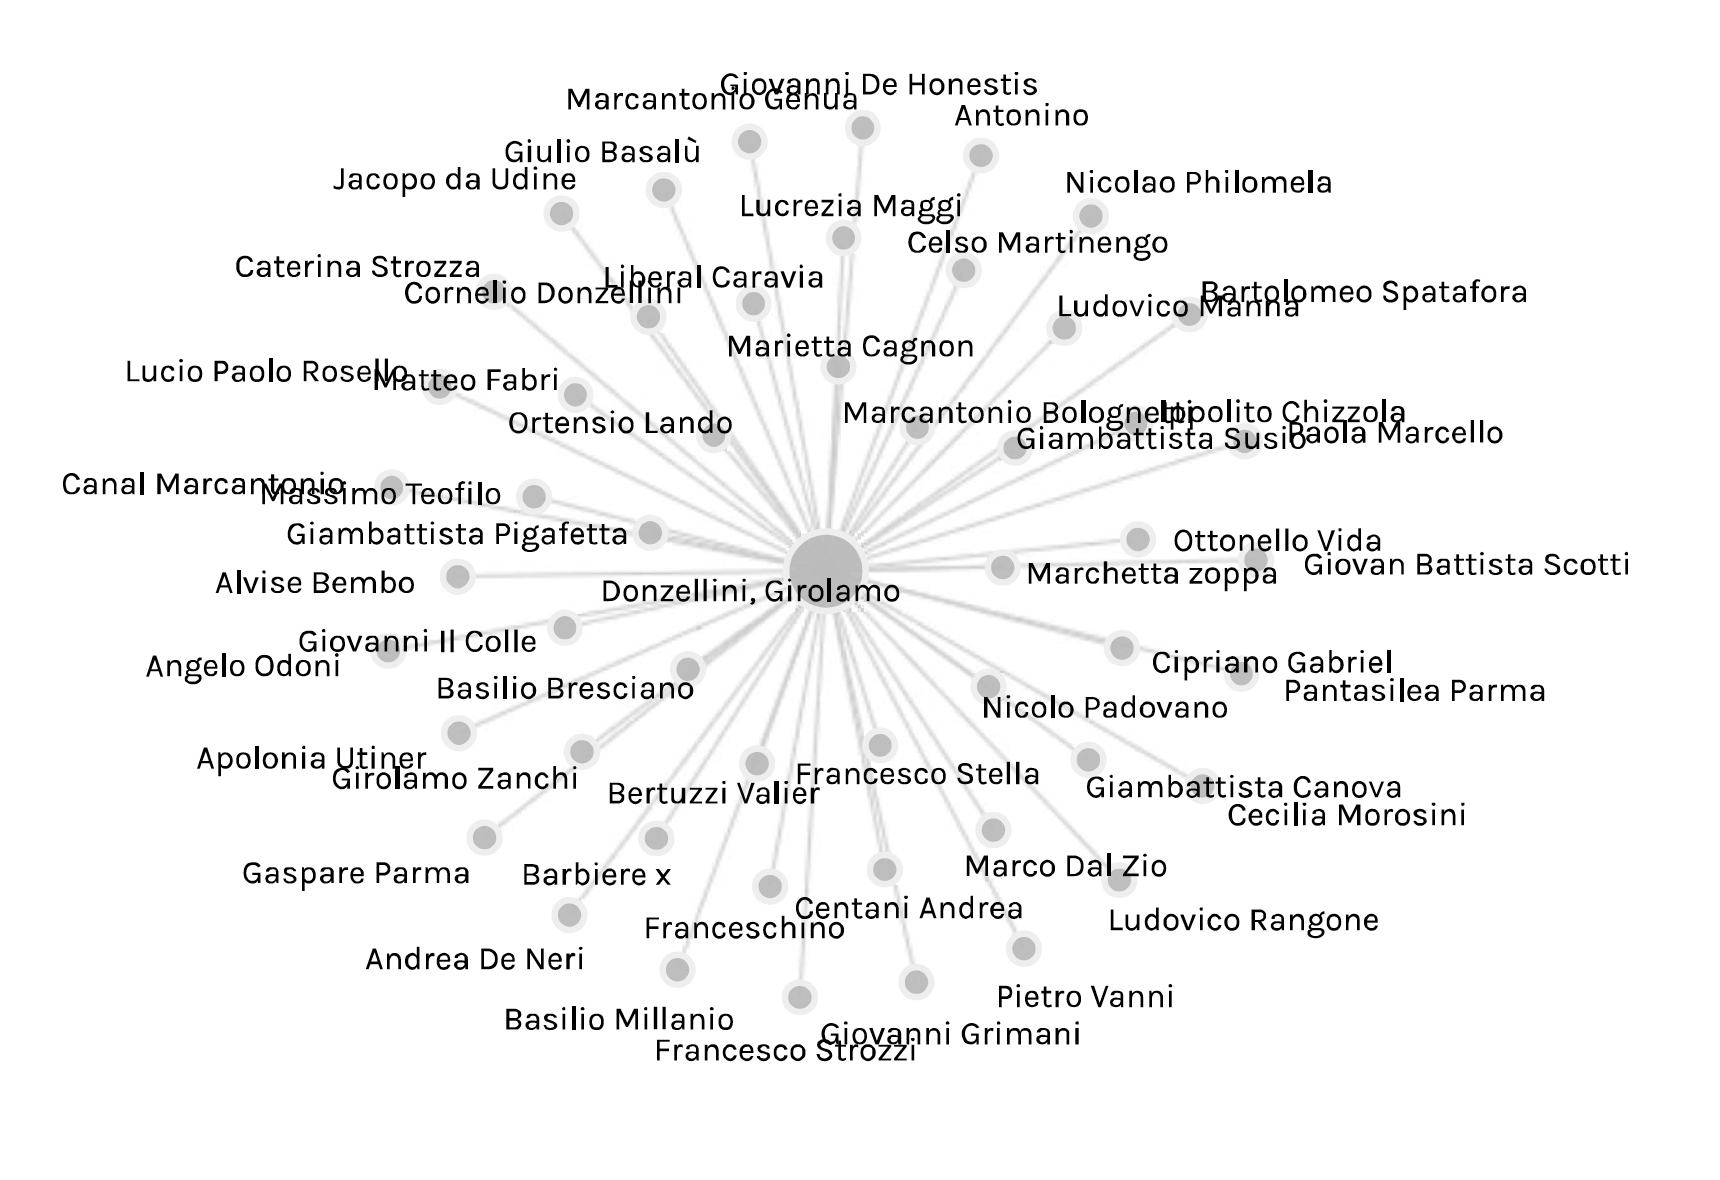 Giovanni De Honestis
Marcantonio Genua
Antonino
Giulio Basalù
Jacopo da Udine
Nicolao Philomela
Lucrezia Maggi
Celso Martinengo
Caterina Strozza
Liberal Caravia
Cornelio Donzellini
Bartolomeo Spatafora
Ludovico Manna
Marietta Cagnon
Lucio Paolo Rosello
Matteo Fabri
Ortensio Lando
Marcantonio Bolognetti
Ippolito Chizzola
Giambattista Susio
Paola Marcello
Canal Marcantonio
Massimo Teofilo
Giambattista Pigafetta
Ottonello Vida
Giovan Battista Scotti
Marchetta zoppa
Alvise Bembo
Donzellini, Girolamo
Giovanni Il Colle
Angelo Odoni
Cipriano Gabriel
Basilio Bresciano
Pantasilea Parma
Nicolo Padovano
Apolonia Utiner
Girolamo Zanchi
Francesco Stella
Bertuzzi Valier
Giambattista Canova
Cecilia Morosini
Gaspare Parma
Barbiere x
Marco Dal Zio
Centani Andrea
Ludovico Rangone
Franceschino
Andrea De Neri
Pietro Vanni
Basilio Millanio
Giovanni Grimani
Francesco Strozzi